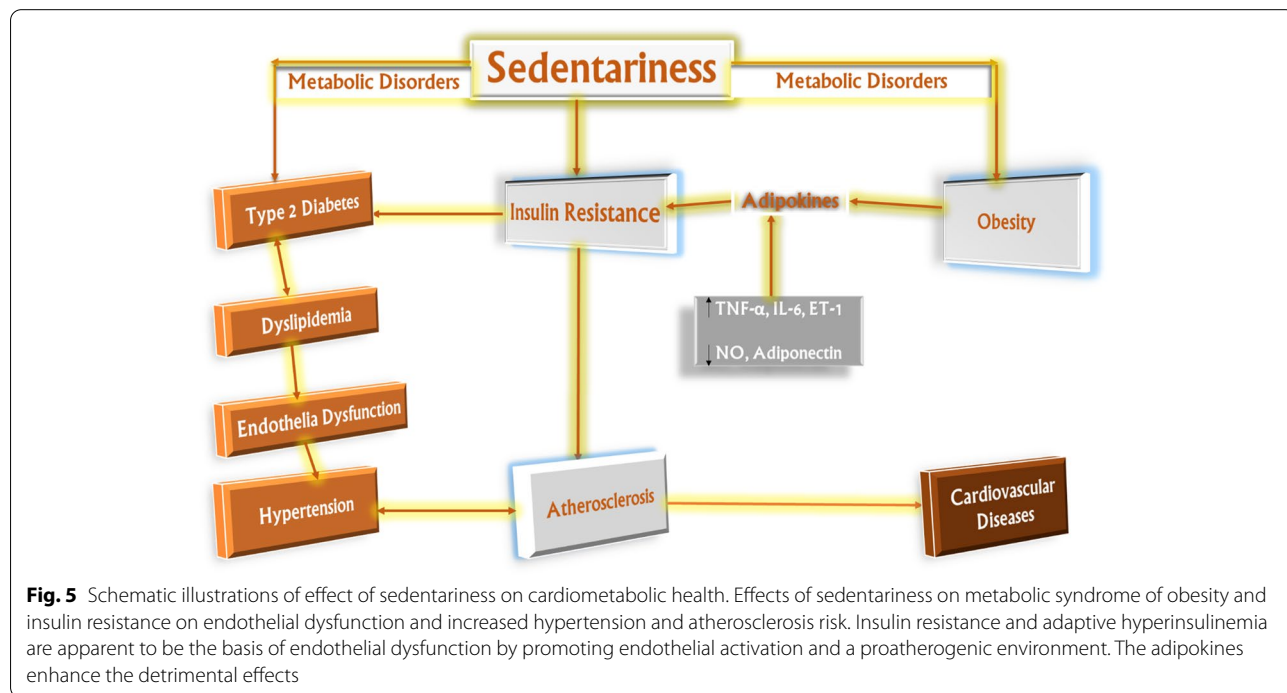 Sedentariness
Metabolic Disorders
Metabolic Disorders
Type 2 Diabetes
Insulin Resistance
Adipokines
Obesity
↑ TNF-α, IL-6, ET-1
↓ NO, Adiponectin
Dyslipidemia
Endothelia Dysfunction
Hypertension
Atherosclerosis
Cardiovascular
Diseases
Fig. 5 Schematic illustrations of effect of sedentariness on cardiometabolic health. Effects of sedentariness on metabolic syndrome of obesity and
insulin resistance on endothelial dysfunction and increased hypertension and atherosclerosis risk. Insulin resistance and adaptive hyperinsulinemia
are apparent to be the basis of endothelial dysfunction by promoting endothelial activation and a proatherogenic environment. The adipokines
enhance the detrimental effects